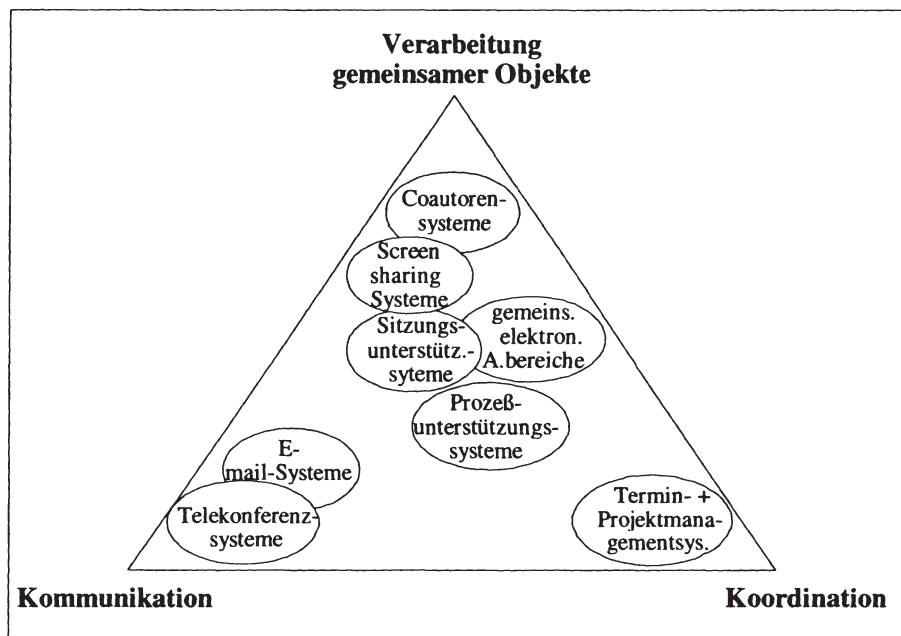 Verarbeitung
gemeinsamer Objekte
Coautoren-
systeme
Screen
sharing
Systeme
Sitzungs-
unterstütz.-
syteme
gemeins.
elektron.
A.bereiche
Prozeß-
unterstützungs-
systeme
E-
mail-Systeme
Telekonferenz-
systeme
Termin- +
Projektmana-
gementsys.
Kommunikation
Koordination